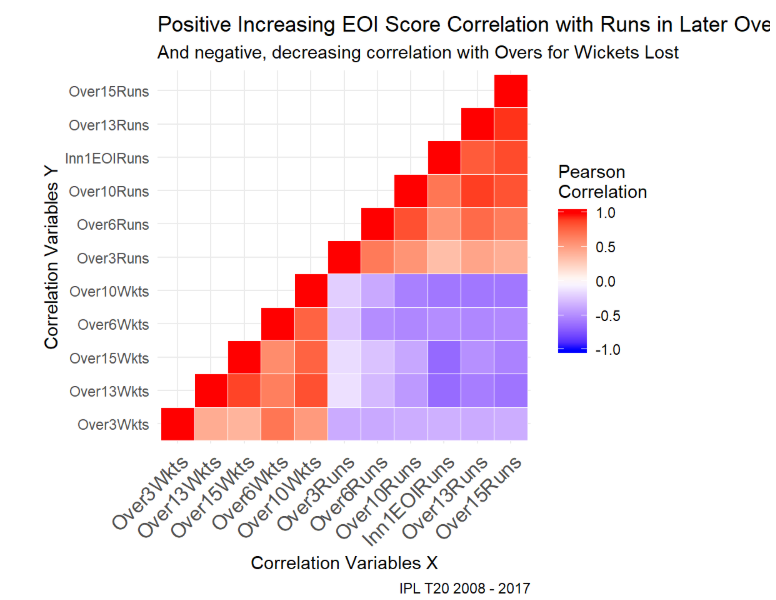 Positive Increasing EOI Score Correlation with Runs in Later Ove
And negative, decreasing correlation with Overs for Wickets Lost
Correlation Variables Y
Over15Runs
Over13Runs
Inn1EOIRuns
Over10Runs
Over6Runs
Over3Runs
Over10Wkts
Over6Wkts
Over15Wkts
Over13Wkts
Over3Wkts
Over3Wkts
Over13Wkts
Over15Wkts
Over6Wkts
Over10Wkts
Over3Runs
Over6Runs
Over10Runs
Inn1EOIRuns
Over13Runs
Over15Runs
Correlation Variables X
Pearson
Correlation
1.0
0.5
0.0
-0.5
-1.0
IPL T20 2008 - 2017